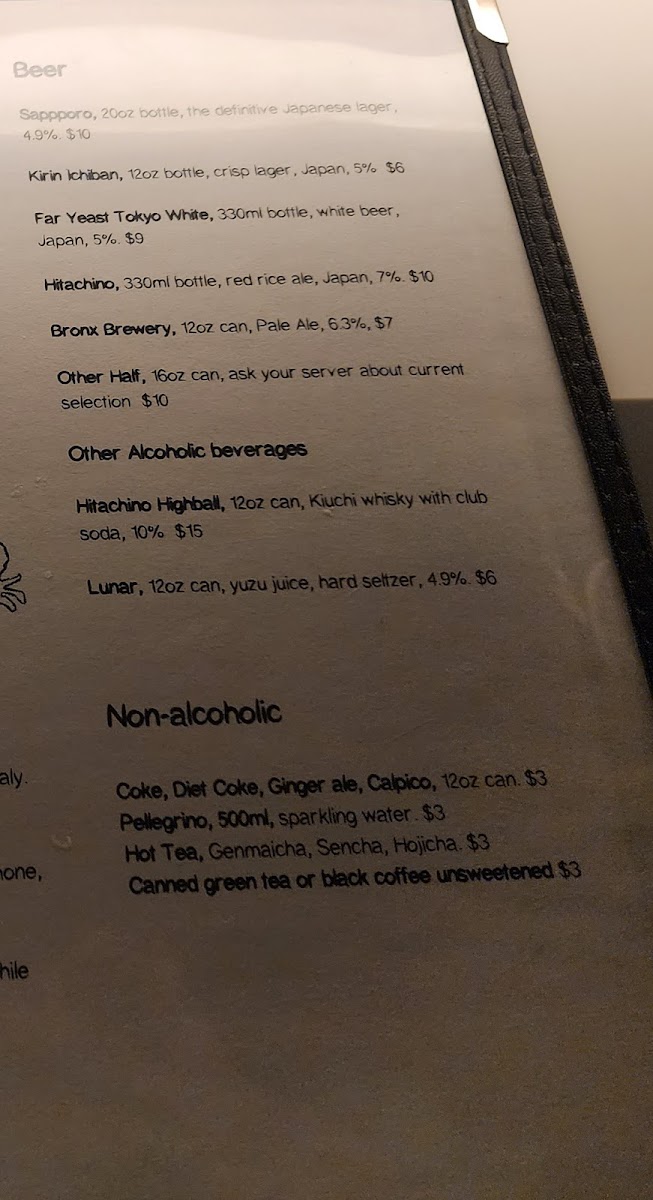 Beer
Sappporo, 20oz bottle, the definitive Japanese lager,
4.9%. $10
Kirin Ichiban, 12oz bottle, crisp lager, Japan, 5% $6
Far Yeast Tokyo White, 330ml bottle, white beer,
Japan, 5%. $9
Hitachino, 330ml bottle, red rice ale, Japan, 7%. $10
Bronx Brewery, 12oz can, Pale Ale, 6.3%, $7
Other Half, 16oz can, ask your server about current
selection $10
Other Alcoholic beverages
Hitachino Highball, 12oz can, Kiuchi whisky with club
soda, 10% $15
Lunar, 12oz can, yuzu juice, hard seltzer, 4.9%. $6
Non-alcoholic
aly.
Coke, Diet Coke, Ginger ale, Calpico, 12oz can. $3
Pellegrino, 500ml, sparkling water. $3
Hot Tea, Genmaicha, Sencha, Hojicha. $3
Canned green tea or black coffee unsweetened $3
one,
hile